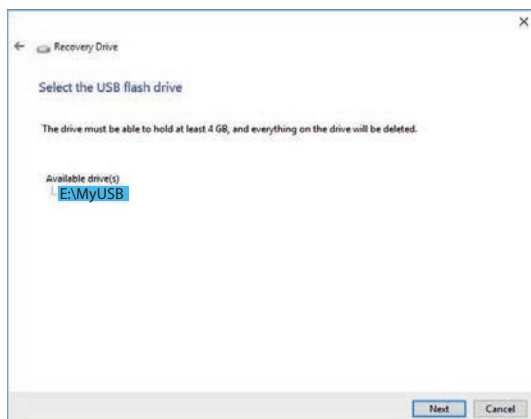 Recovery Drive
Select the USB flash drive
The drive must be able to hold at least 4 GB, and everything on the drive will be deleted.
Available drive(s)
E:\MyUSB
Next Cancel